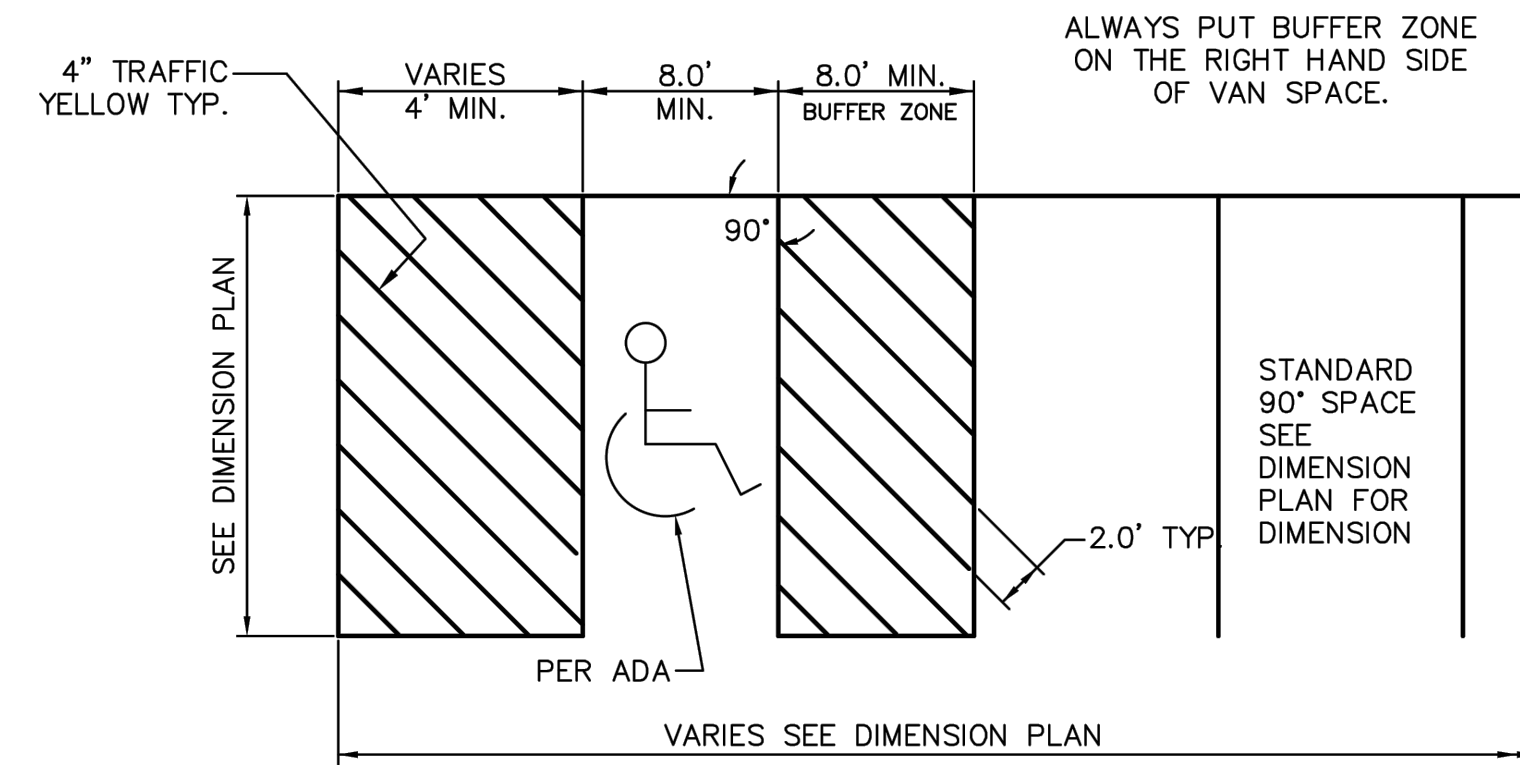 ALWAYS PUT BUFFER ZONE
ON THE RIGHT HAND SIDE
OF VAN SPACE.
4" TRAFFIC
YELLOW TYP.
VARIES
4' MIN.
8.0'
MIN.
8.0' MIN.
BUFFER ZONE
90°
SEE DIMENSION PLAN
STANDARD
90° SPACE
SEE
DIMENSION
PLAN FOR
DIMENSION
2.0' TYP.
PER ADA
VARIES SEE DIMENSION PLAN